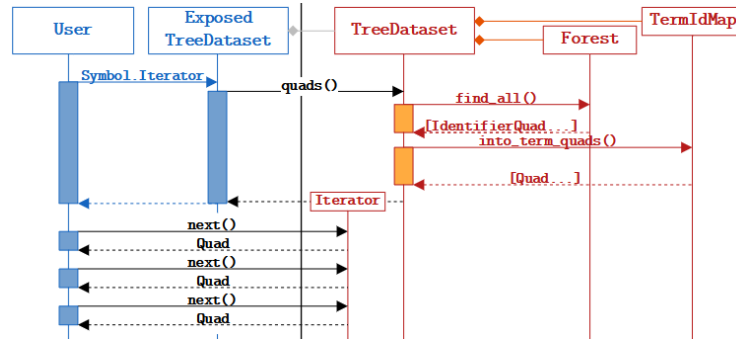 User
Exposed
TreeDataset
TreeDataset
Forest
TermIdMap
Symbol.Iterator
quads()
find_all()
[IdentifierQuad...]
into_term_quads()
[Quad...]
Iterator
next()
Quad
next()
Quad
next()
Quad